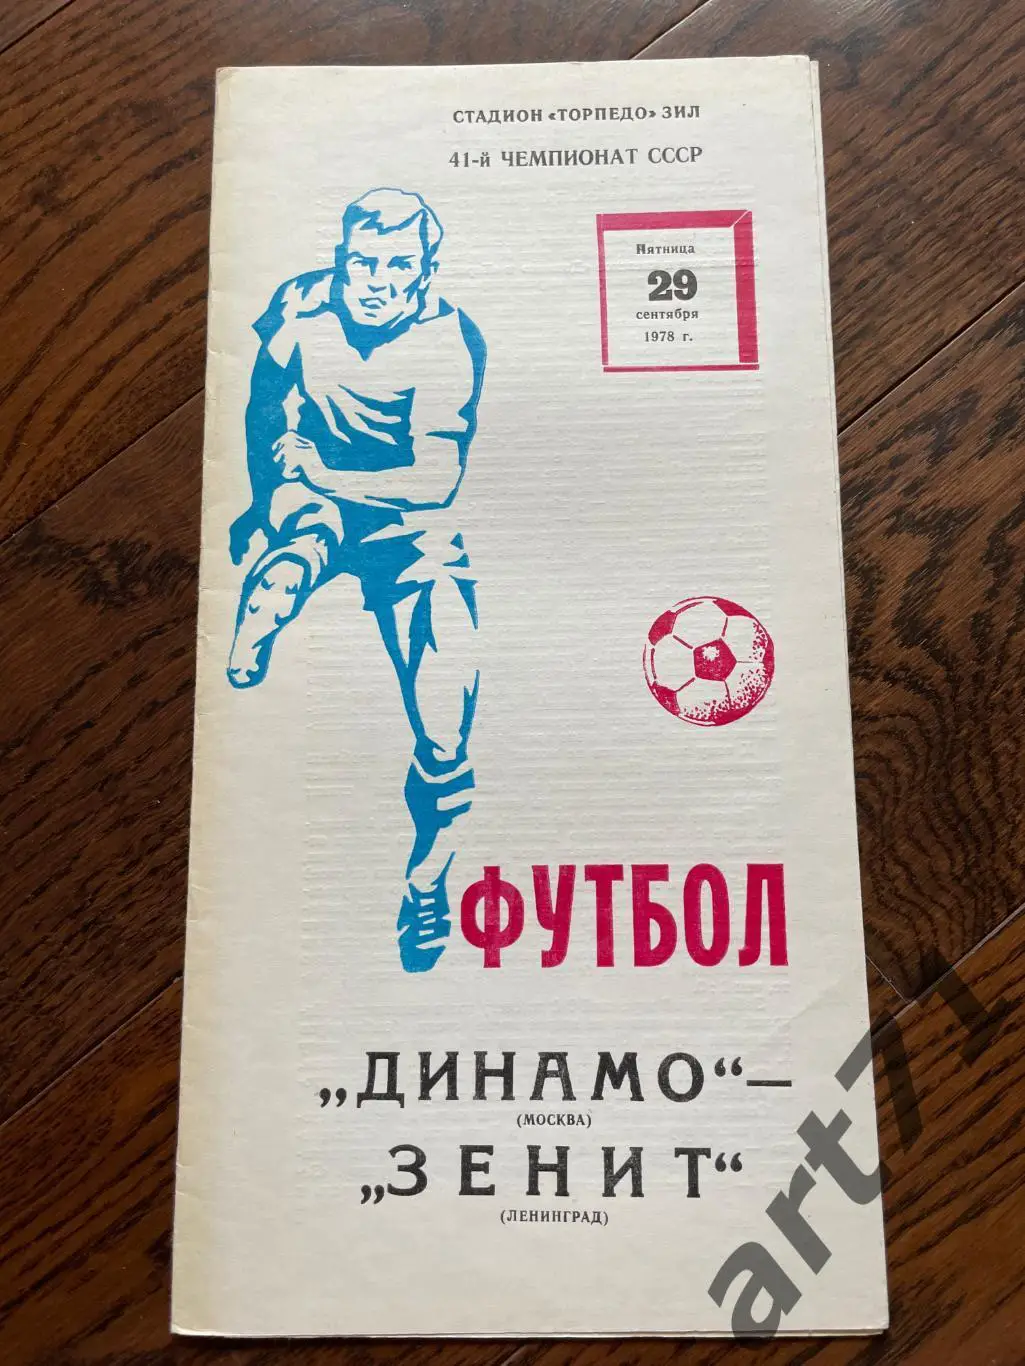 СТАДИОН «ТОРПЕДО» ЗИЛ
41-й ЧЕМПИОНАТ СССР
Пятница
29
сентября
1978 г.
ФУТБОЛ
„ДИНАМО“—
(МОСКВА)
„ЗЕНИТ“
(ЛЕНИНГРАД)
art71